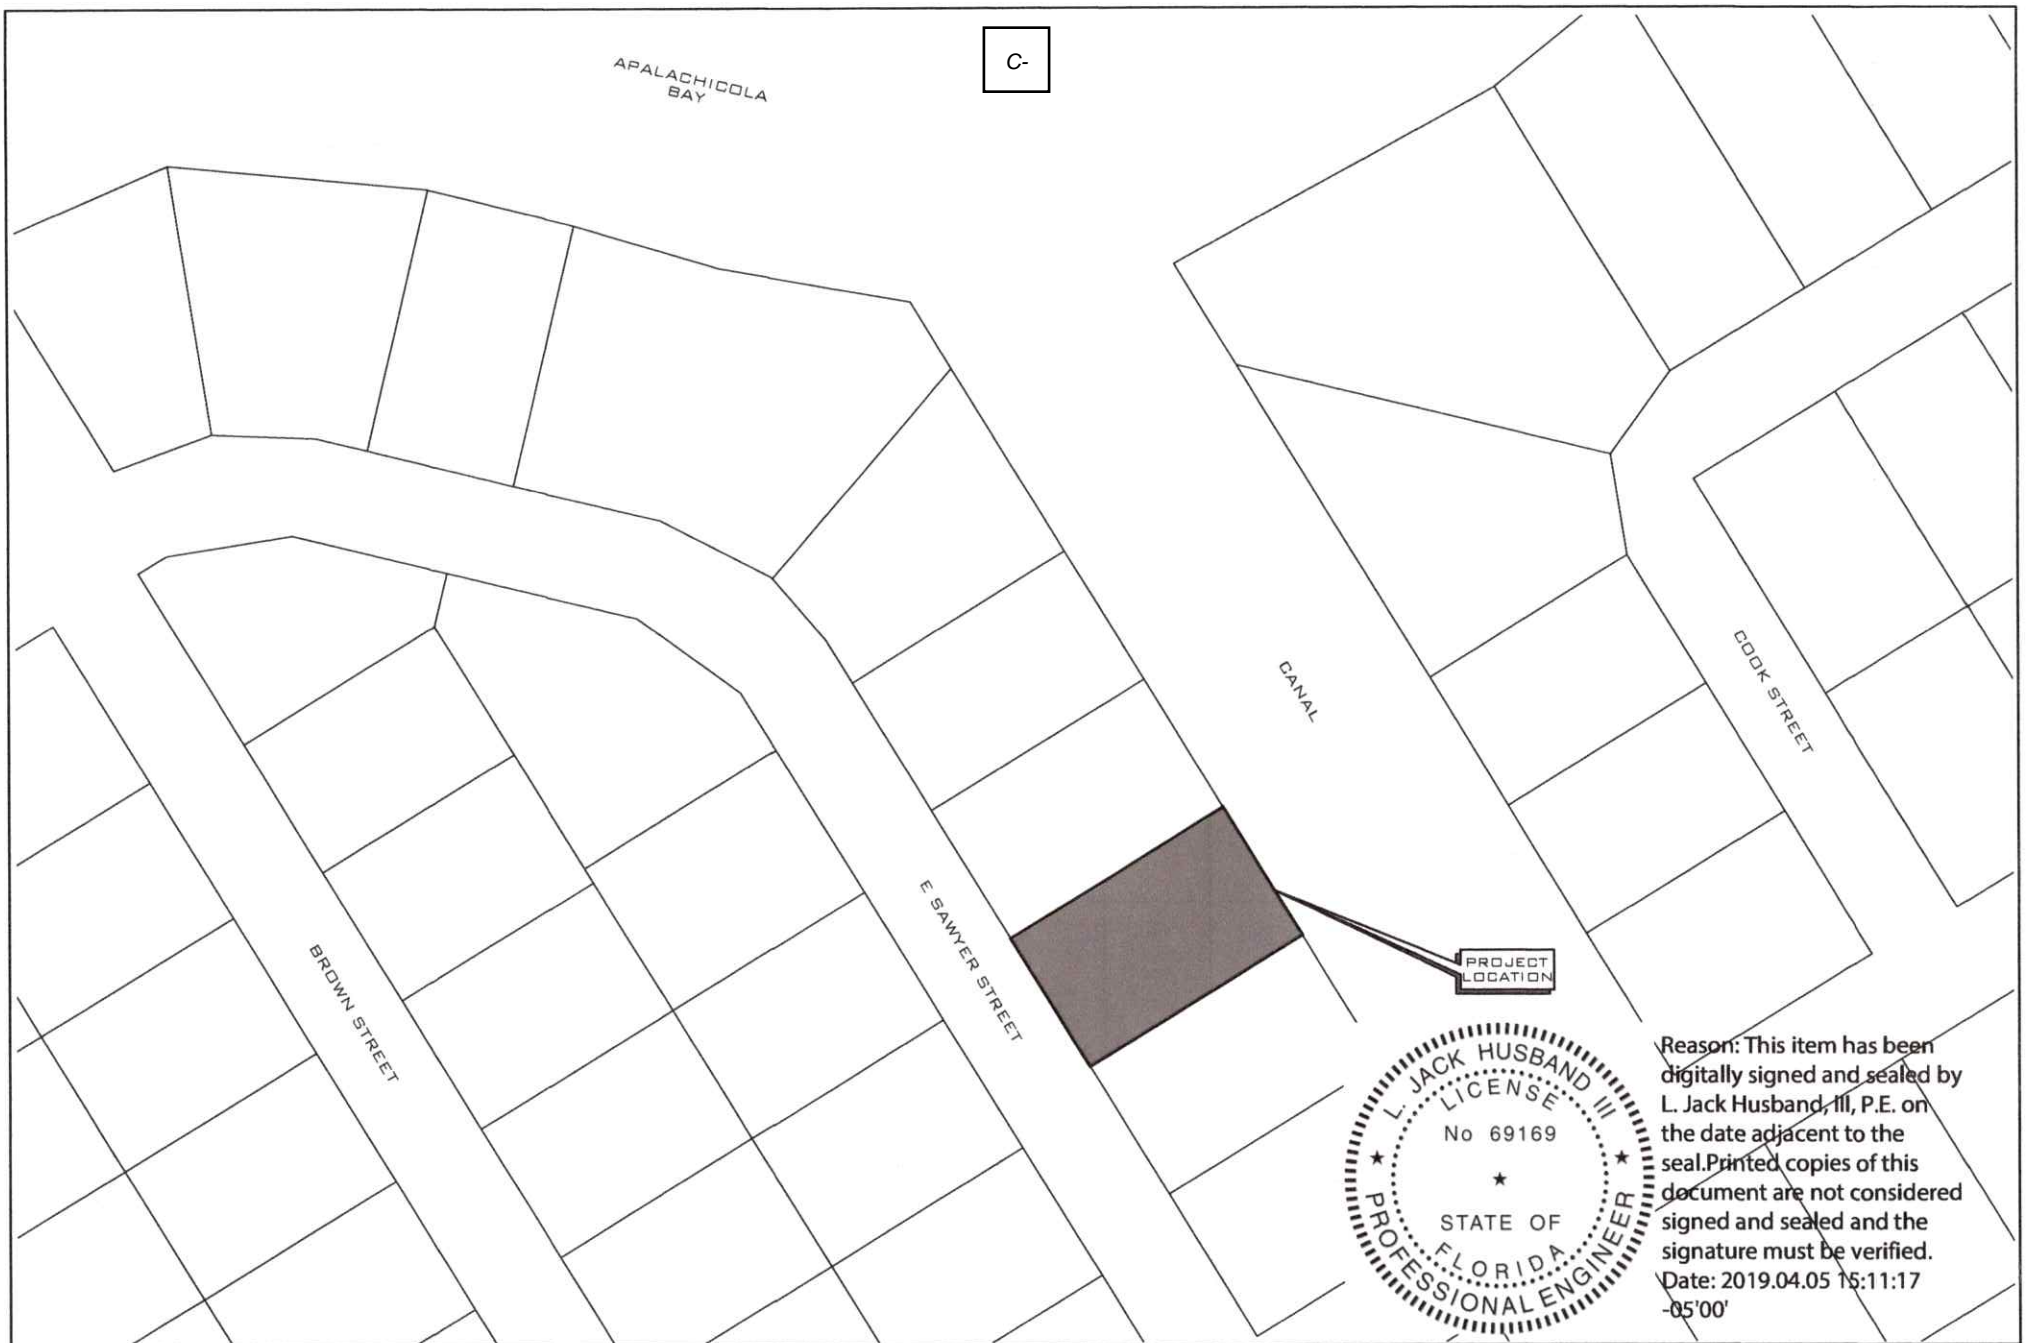 C-
APALACHICOLA
BAY
CANAL
COOK STREET
E SAWYER STREET
BROWN STREET
PROJECT
LOCATION
L. JACK HUSBAND III
LICENSE
No 69169
STATE OF
FLORIDA
PROFESSIONAL ENGINEER
Reason: This item has been
digitally signed and sealed by
L. Jack Husband, III, P.E. on
the date adjacent to the
seal.Printed copies of this
document are not considered
signed and sealed and the
signature must be verified.
Date: 2019.04.05 15:11:17
-05'00'